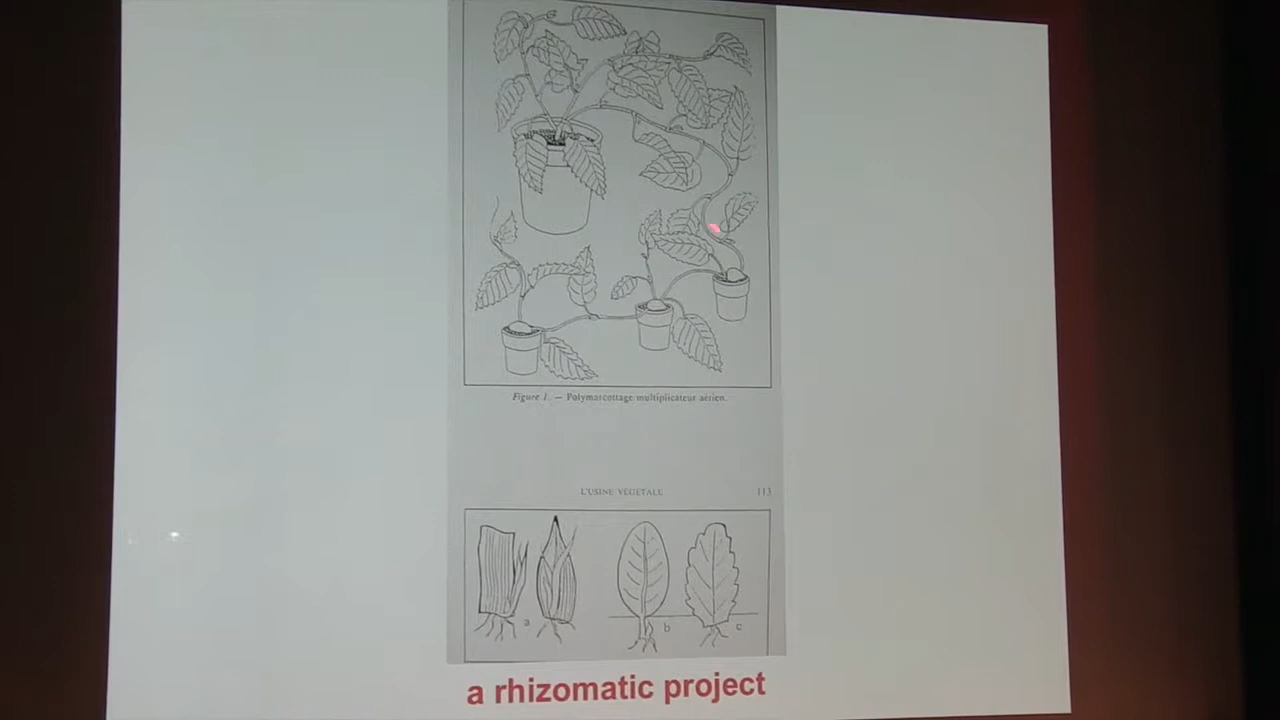 Figure 1. — Polymarcottage multiplicateur aérien.
L'USINE VÉGÉTALE 113
a b c
a rhizomatic project